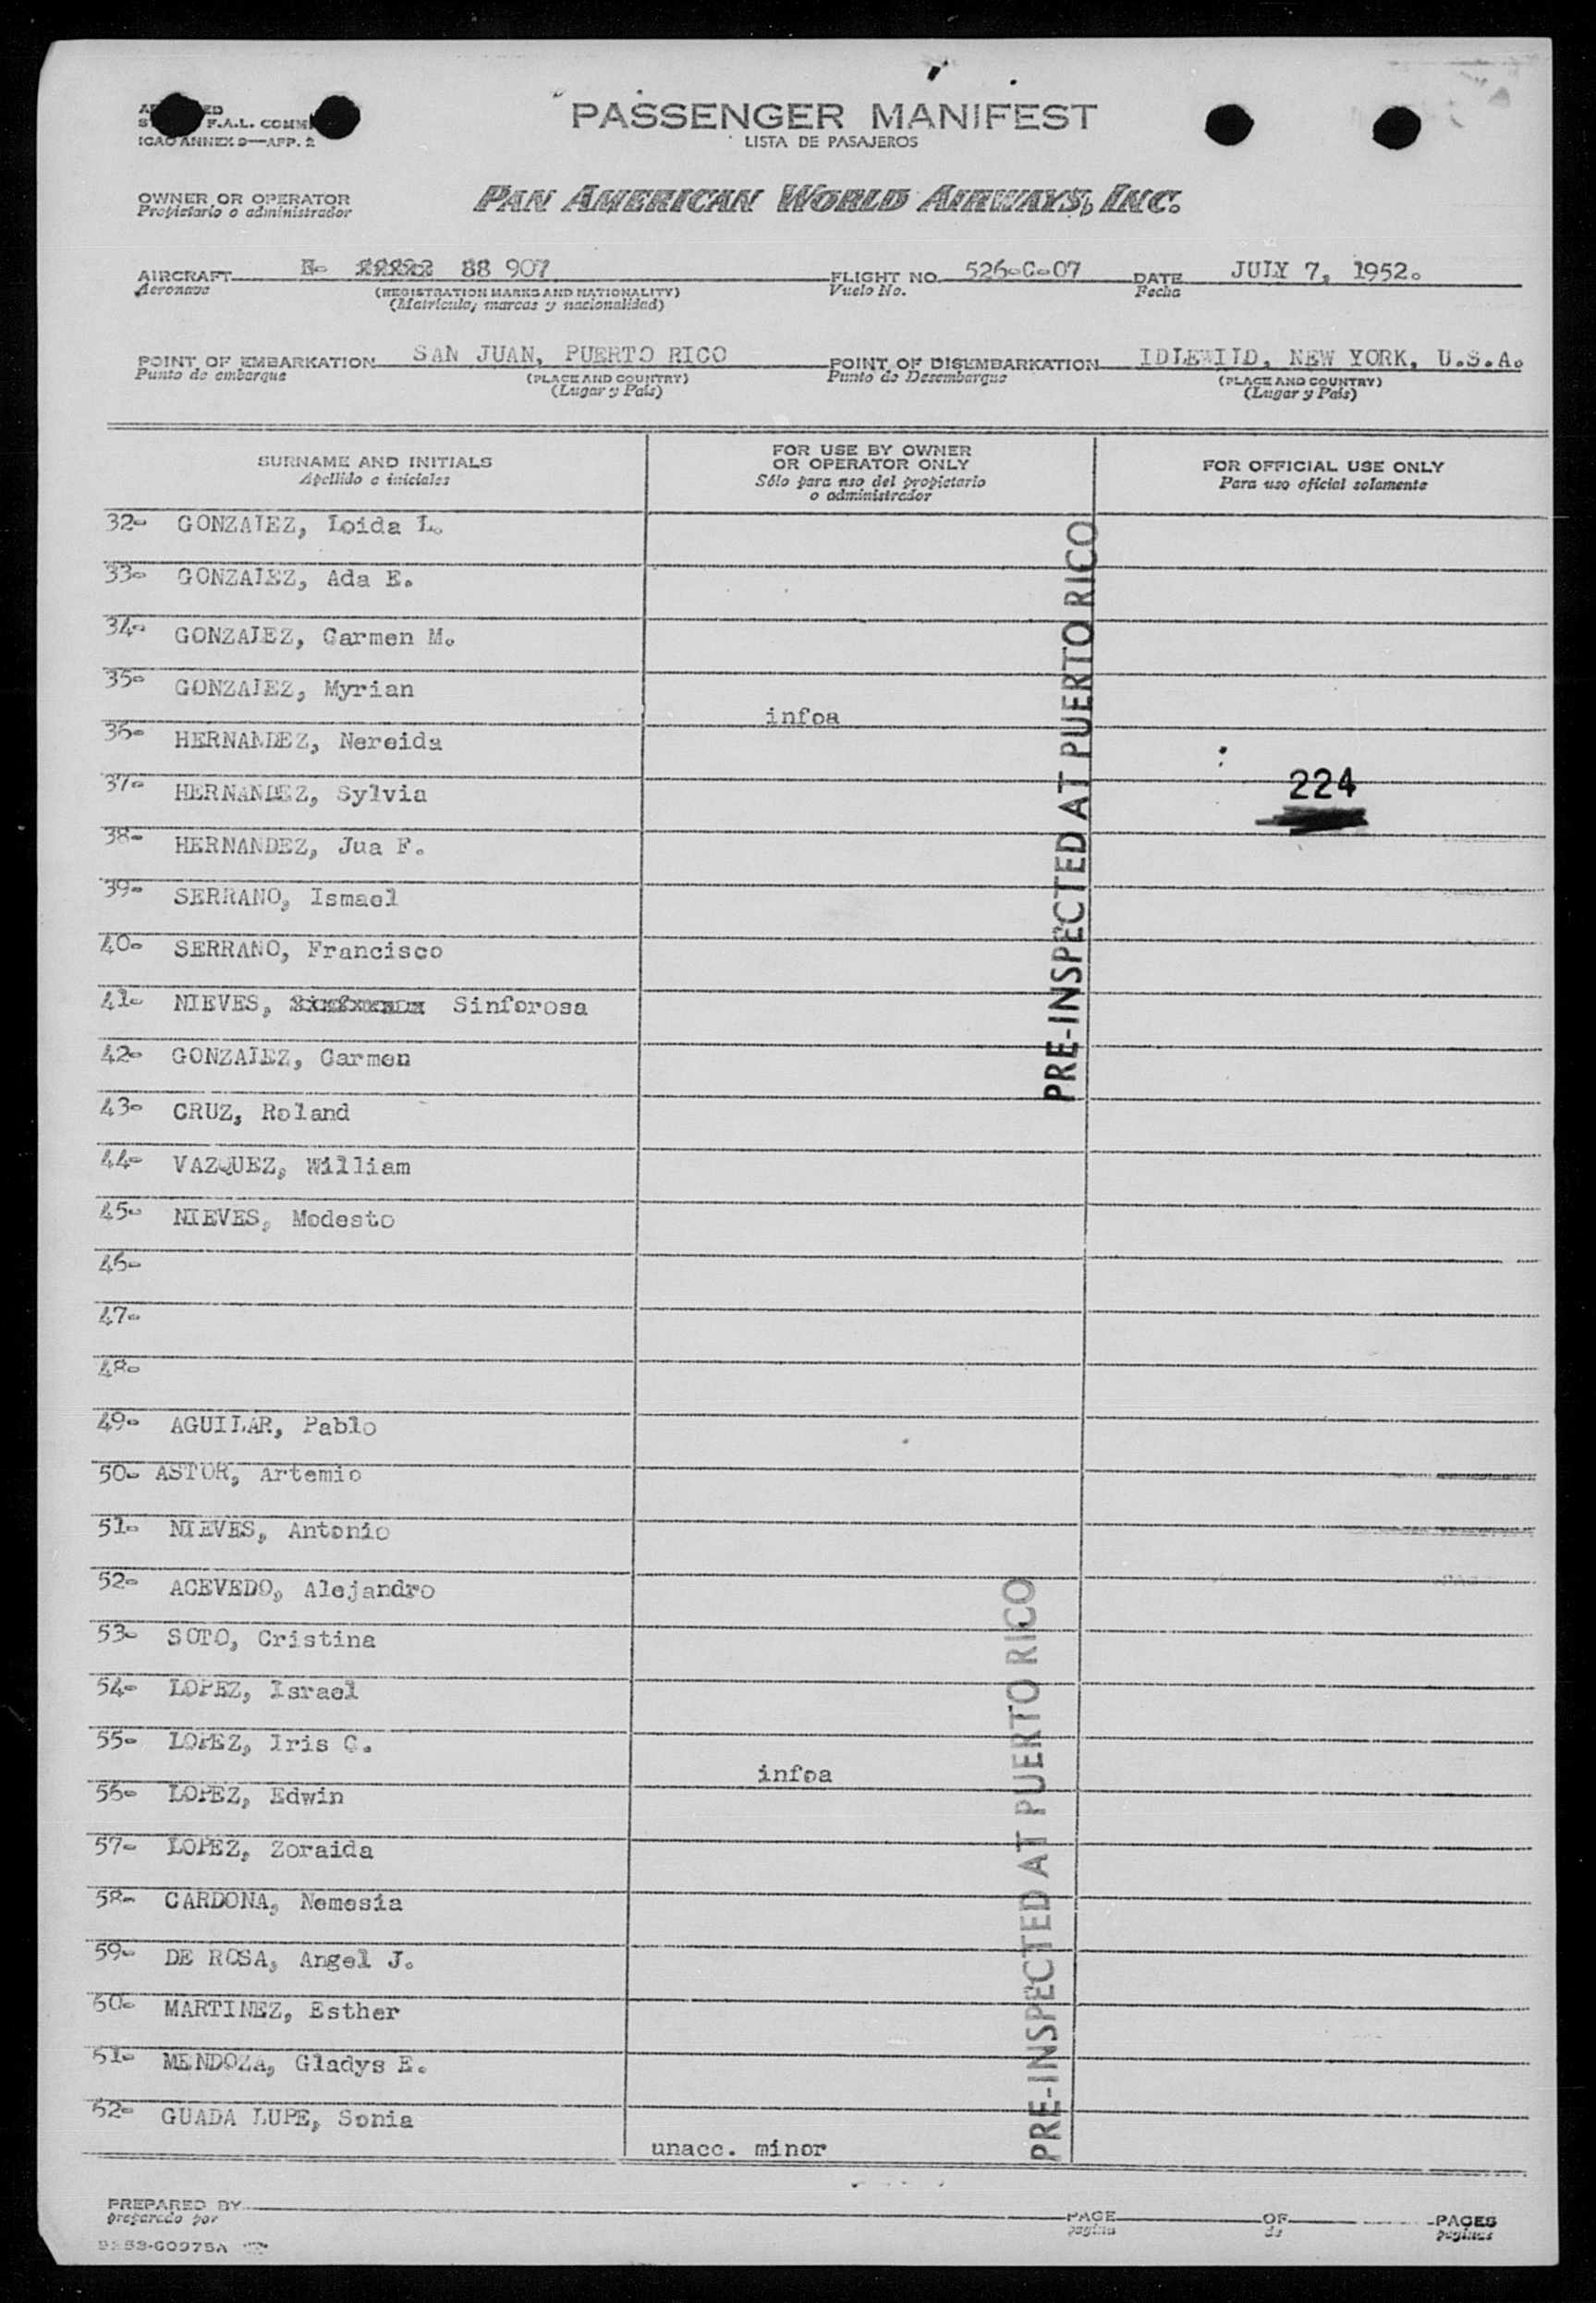 F.A.L. COMM
ICAO ANNEX 9—APP. 2
PASSENGER MANIFEST
LISTA DE PASAJEROS
OWNER OR OPERATOR
Propietario o administrador
PAN AMERICAN WORLD AIRWAYS, INC.
AIRCRAFT N- 88 907 FLIGHT NO. 526-C-07 DATE JULY 7, 1952.
Aeronave (REGISTRATION MARKS AND NATIONALITY) Vuelo No. Fecha
(Matrícula, marcas y nacionalidad)
POINT OF EMBARKATION SAN JUAN, PUERTO RICO POINT OF DISEMBARKATION IDLEWILD, NEW YORK, U.S.A.
Punto de embarque (PLACE AND COUNTRY) Punto de Desembarque (PLACE AND COUNTRY)
(Lugar y País) (Lugar y País)
SURNAME AND INITIALS
Apellido e iniciales
FOR USE BY OWNER
OR OPERATOR ONLY
Sólo para uso del propietario
o administrador
FOR OFFICIAL USE ONLY
Para uso oficial solamente
32- GONZALEZ, Loida L.
33- GONZALEZ, Ada E.
34- GONZALEZ, Carmen M.
35- GONZALEZ, Myrian
infoa
36- HERNANDEZ, Nereida
37- HERNANDEZ, Sylvia
224
38- HERNANDEZ, Jua F.
39- SERRANO, Ismael
40- SERRANO, Francisco
41- NIEVES, Sinforosa
42- GONZALEZ, Carmen
43- CRUZ, Roland
44- VAZQUEZ, William
45- NIEVES, Modesto
46-
47-
48-
49- AGUILAR, Pablo
50- ASTOR, Artemio
51- NIEVES, Antonio
52- ACEVEDO, Alejandro
53- SOTO, Cristina
54- LOPEZ, Israel
55- LOPEZ, Iris C.
infoa
56- LOPEZ, Edwin
57- LOPEZ, Zoraida
58- CARDONA, Nemesia
59- DE ROSA, Angel J.
60- MARTINEZ, Esther
61- MENDOZA, Gladys E.
62- GUADA LUPE, Sonia
unacc. minor
PRE-INSPECTED AT PUERTO RICO
PRE-INSPECTED AT PUERTO RICO
PREPARED BY PAGE OF PAGES
preparado por pagina de páginas